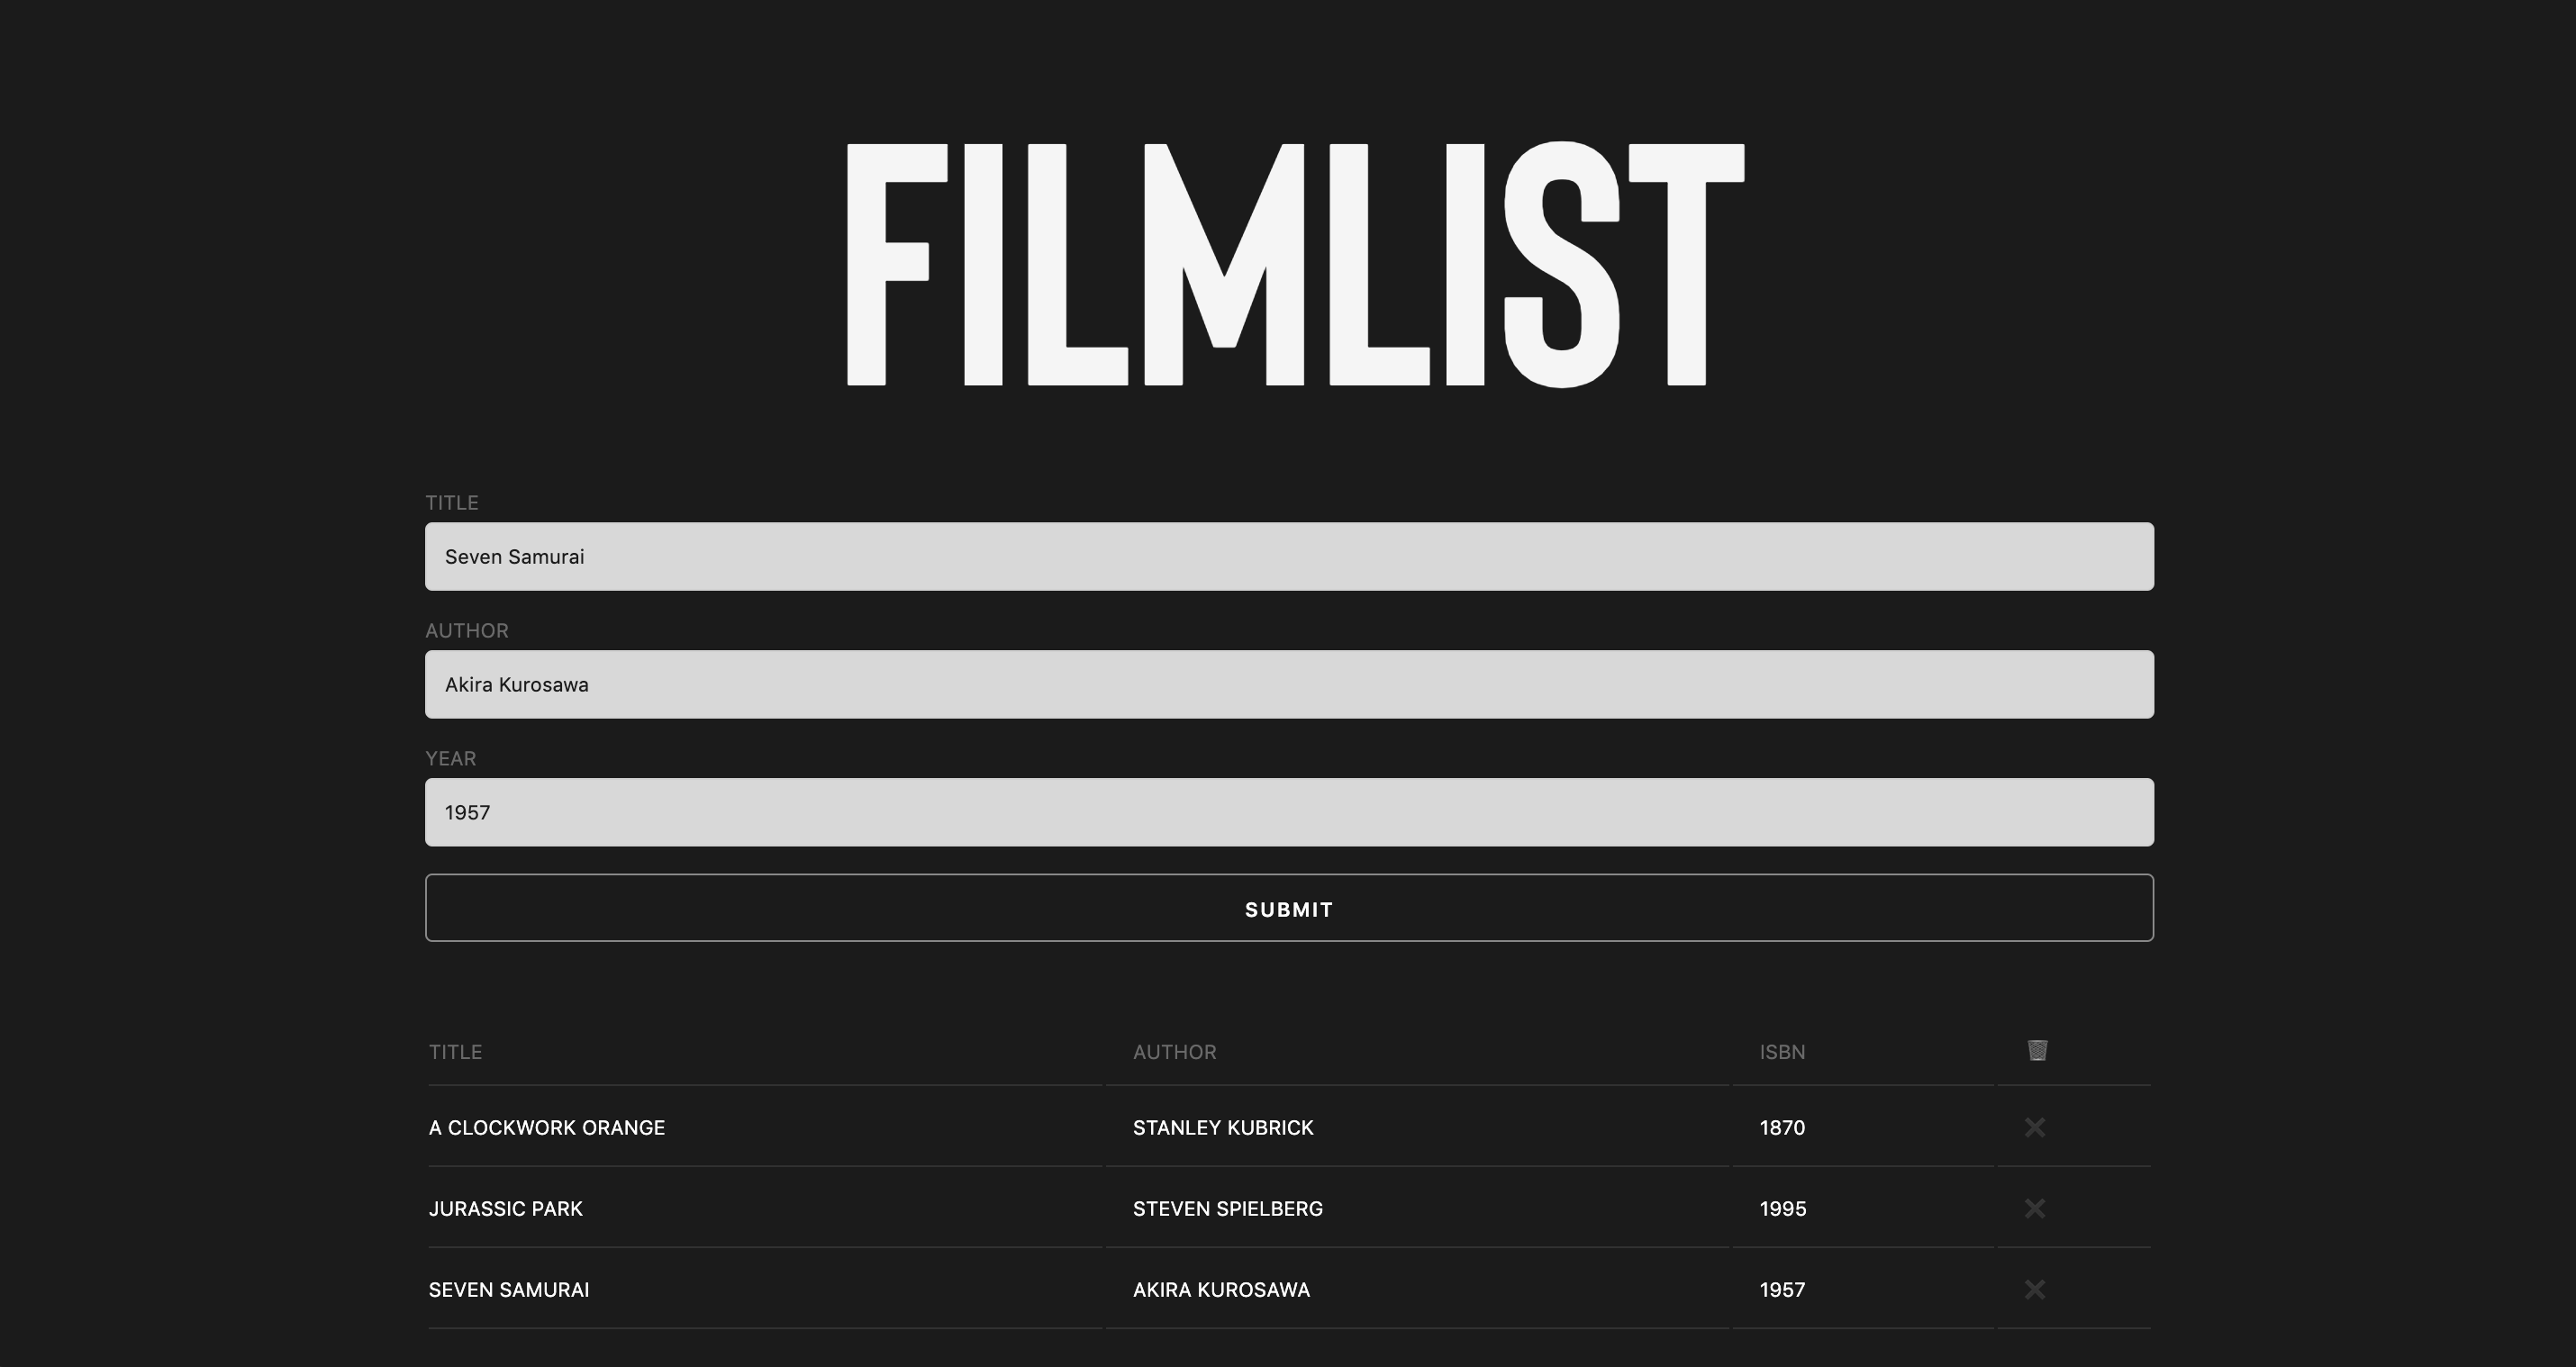 FILMLIST
TITLE
Seven Samurai
AUTHOR
Akira Kurosawa
YEAR
1957
SUBMIT
TITLE AUTHOR ISBN
A CLOCKWORK ORANGE STANLEY KUBRICK 1870
JURASSIC PARK STEVEN SPIELBERG 1995
SEVEN SAMURAI AKIRA KUROSAWA 1957